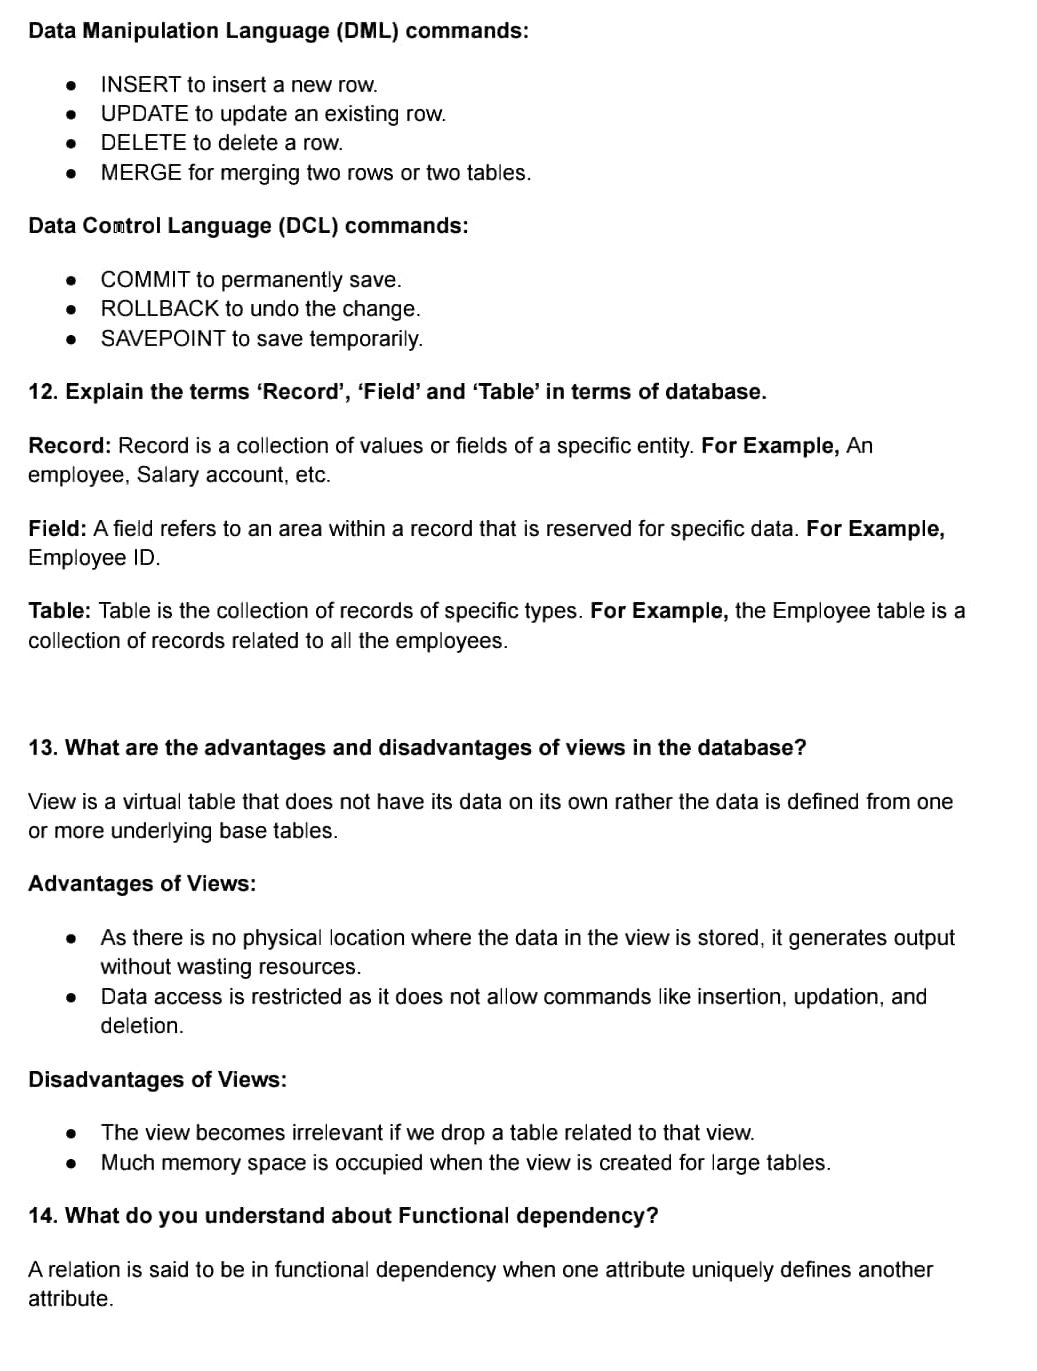 Data Manipulation Language (DML) commands:
● INSERT to insert a new row.
● UPDATE to update an existing row.
● DELETE to delete a row.
● MERGE for merging two rows or two tables.
Data Control Language (DCL) commands:
● COMMIT to permanently save.
● ROLLBACK to undo the change.
● SAVEPOINT to save temporarily.
12. Explain the terms ‘Record’, ‘Field’ and ‘Table’ in terms of database.
Record: Record is a collection of values or fields of a specific entity. For Example, An
employee, Salary account, etc.
Field: A field refers to an area within a record that is reserved for specific data. For Example,
Employee ID.
Table: Table is the collection of records of specific types. For Example, the Employee table is a
collection of records related to all the employees.
13. What are the advantages and disadvantages of views in the database?
View is a virtual table that does not have its data on its own rather the data is defined from one
or more underlying base tables.
Advantages of Views:
● As there is no physical location where the data in the view is stored, it generates output
without wasting resources.
● Data access is restricted as it does not allow commands like insertion, updation, and
deletion.
Disadvantages of Views:
● The view becomes irrelevant if we drop a table related to that view.
● Much memory space is occupied when the view is created for large tables.
14. What do you understand about Functional dependency?
A relation is said to be in functional dependency when one attribute uniquely defines another
attribute.